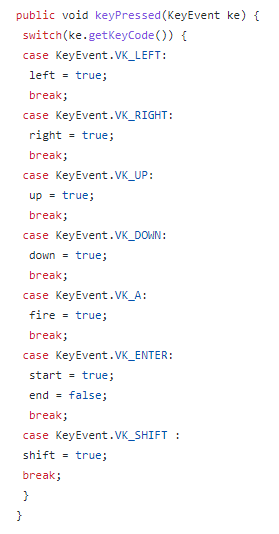 public void keyPressed(KeyEvent ke) {
switch(ke.getKeyCode()) {
case KeyEvent.VK_LEFT:
left = true;
break;
case KeyEvent.VK_RIGHT:
right = true;
break;
case KeyEvent.VK_UP:
up = true;
break;
case KeyEvent.VK_DOWN:
down = true;
break;
case KeyEvent.VK_A:
fire = true;
break;
case KeyEvent.VK_ENTER:
start = true;
end = false;
break;
case KeyEvent.VK_SHIFT :
shift = true;
break;
}
}